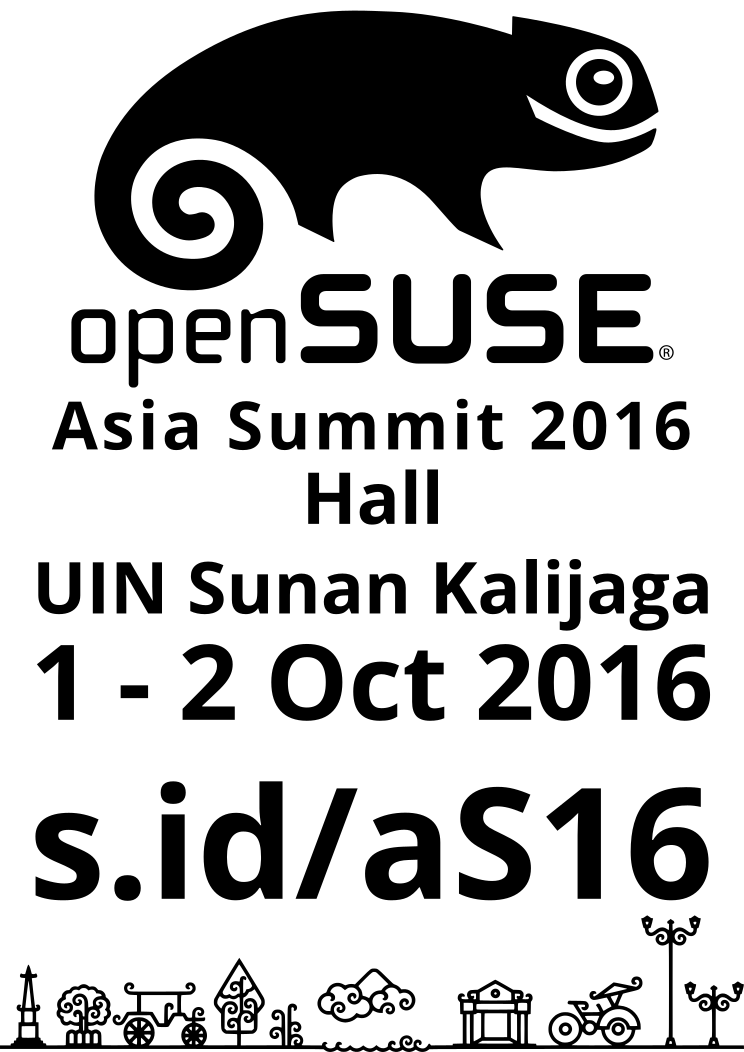 openSUSE®
Asia Summit 2016
Hall
UIN Sunan Kalijaga
1 - 2 Oct 2016
s.id/aS16